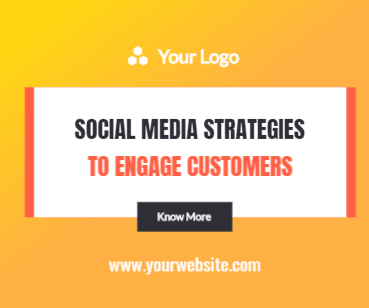 Your Logo
SOCIAL MEDIA STRATEGIES
TO ENGAGE CUSTOMERS
Know More
www.yourwebsite.com